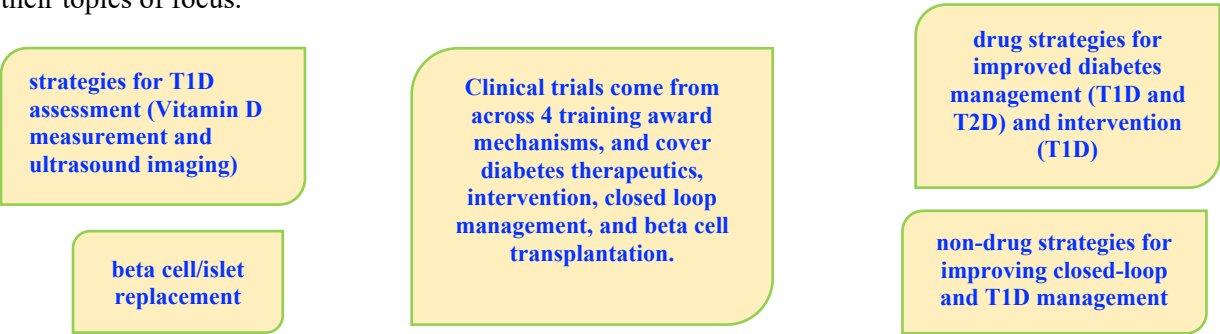 their topics of focus.
strategies for T1D
assessment (Vitamin D
measurement and
ultrasound imaging)
beta cell/islet
replacement
Clinical trials come from
across 4 training award
mechanisms, and cover
diabetes therapeutics,
intervention, closed loop
management, and beta cell
transplantation.
drug strategies for
improved diabetes
management (T1D and
T2D) and intervention
(T1D)
non-drug strategies for
improving closed-loop
and T1D management